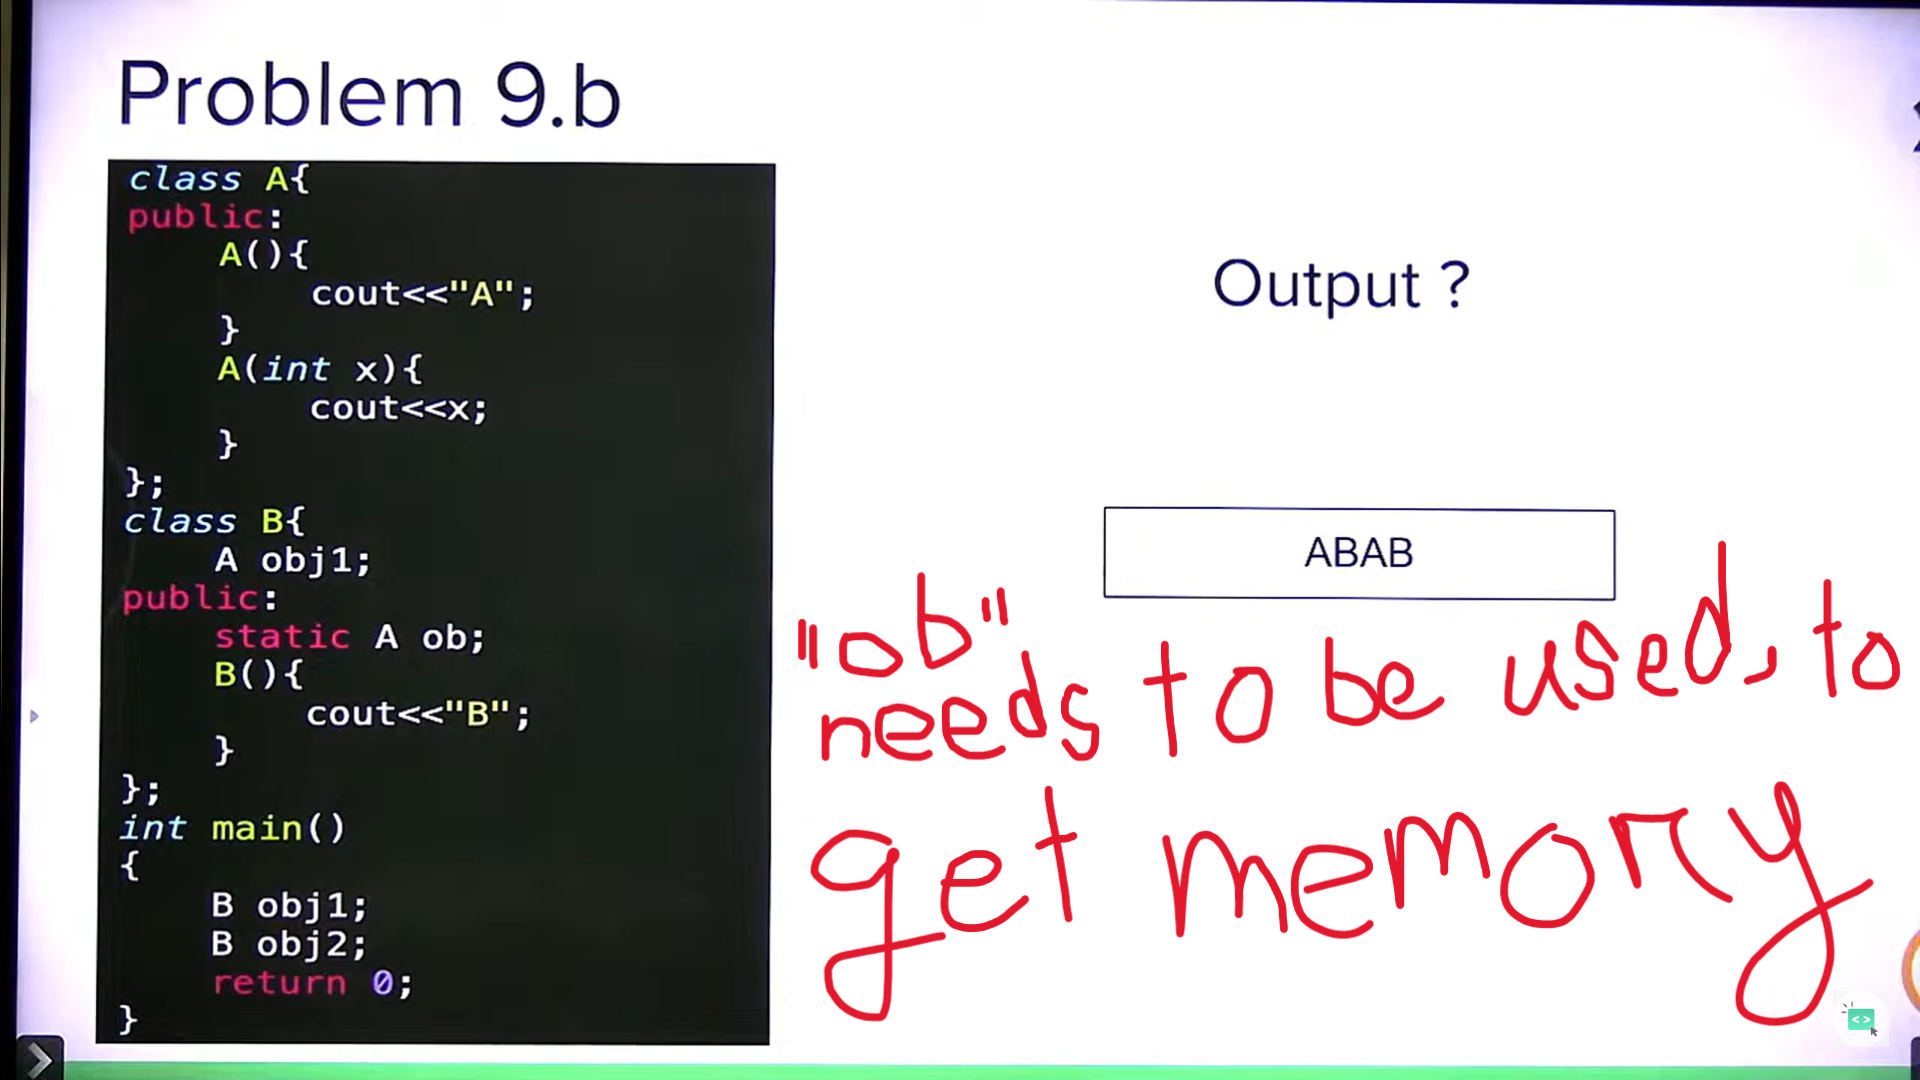 Problem 9.b
class A{
public:
A(){
cout<<"A";
}
A(int x){
cout<<x;
}
};
class B{
A obj1;
public:
static A ob;
B(){
cout<<"B";
}
};
int main()
{
B obj1;
B obj2;
return 0;
}
Output ?
ABAB
"ob"
needs to be used, to
get memory